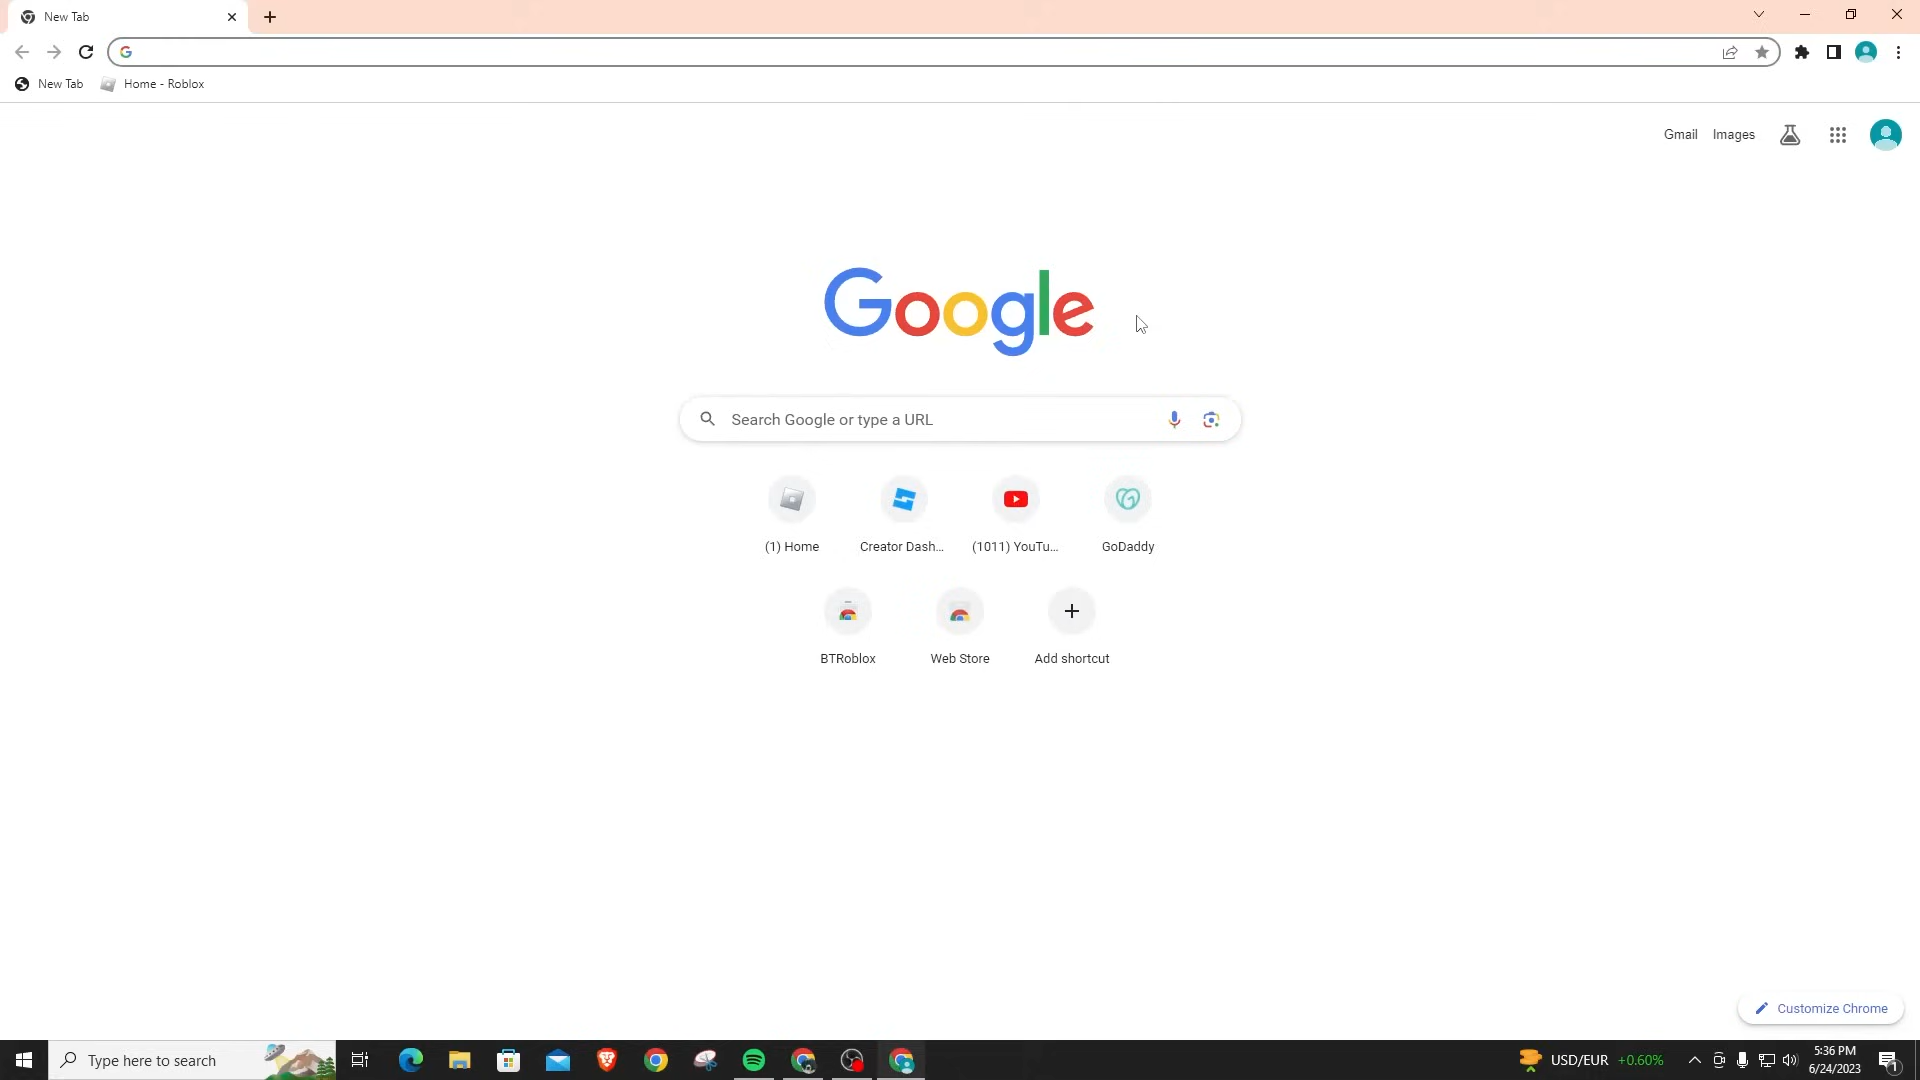 New Tab
New Tab
Home - Roblox
Gmail
Images
Google
Search Google or type a URL
(1) Home
Creator Dash...
(1011) YouTu...
GoDaddy
BTRoblox
Web Store
Add shortcut
Customize Chrome
Type here to search
USD/EUR +0.60%
5:36 PM
6/24/2023
1